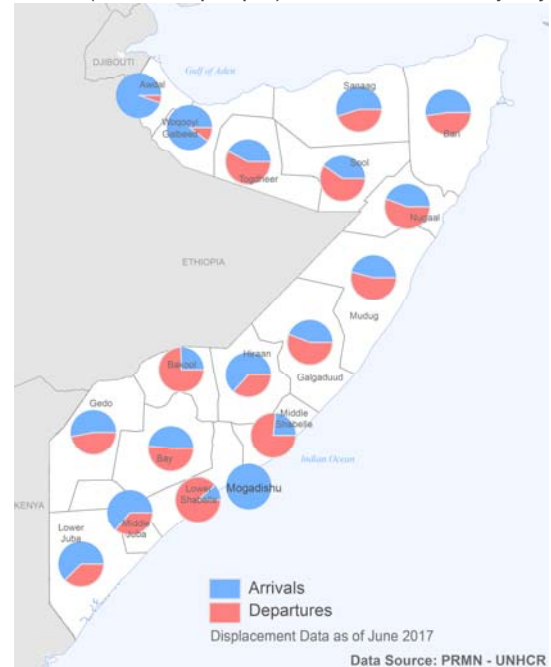 DJIBOUTI
Gulf of Aden
Awdal
Woqooyi
Galbeed
Sanaag
Bari
Togdheer
Sool
Nugaal
ETHIOPIA
Mudug
Hiraan
Bakool
Galgaduud
Gedo
Middle
Shabelle
Bay
Indian Ocean
Mogadishu
Lower
Shabelle
KENYA
Middle
Juba
Lower
Juba
Arrivals
Departures
Displacement Data as of June 2017
Data Source: PRMN - UNHCR